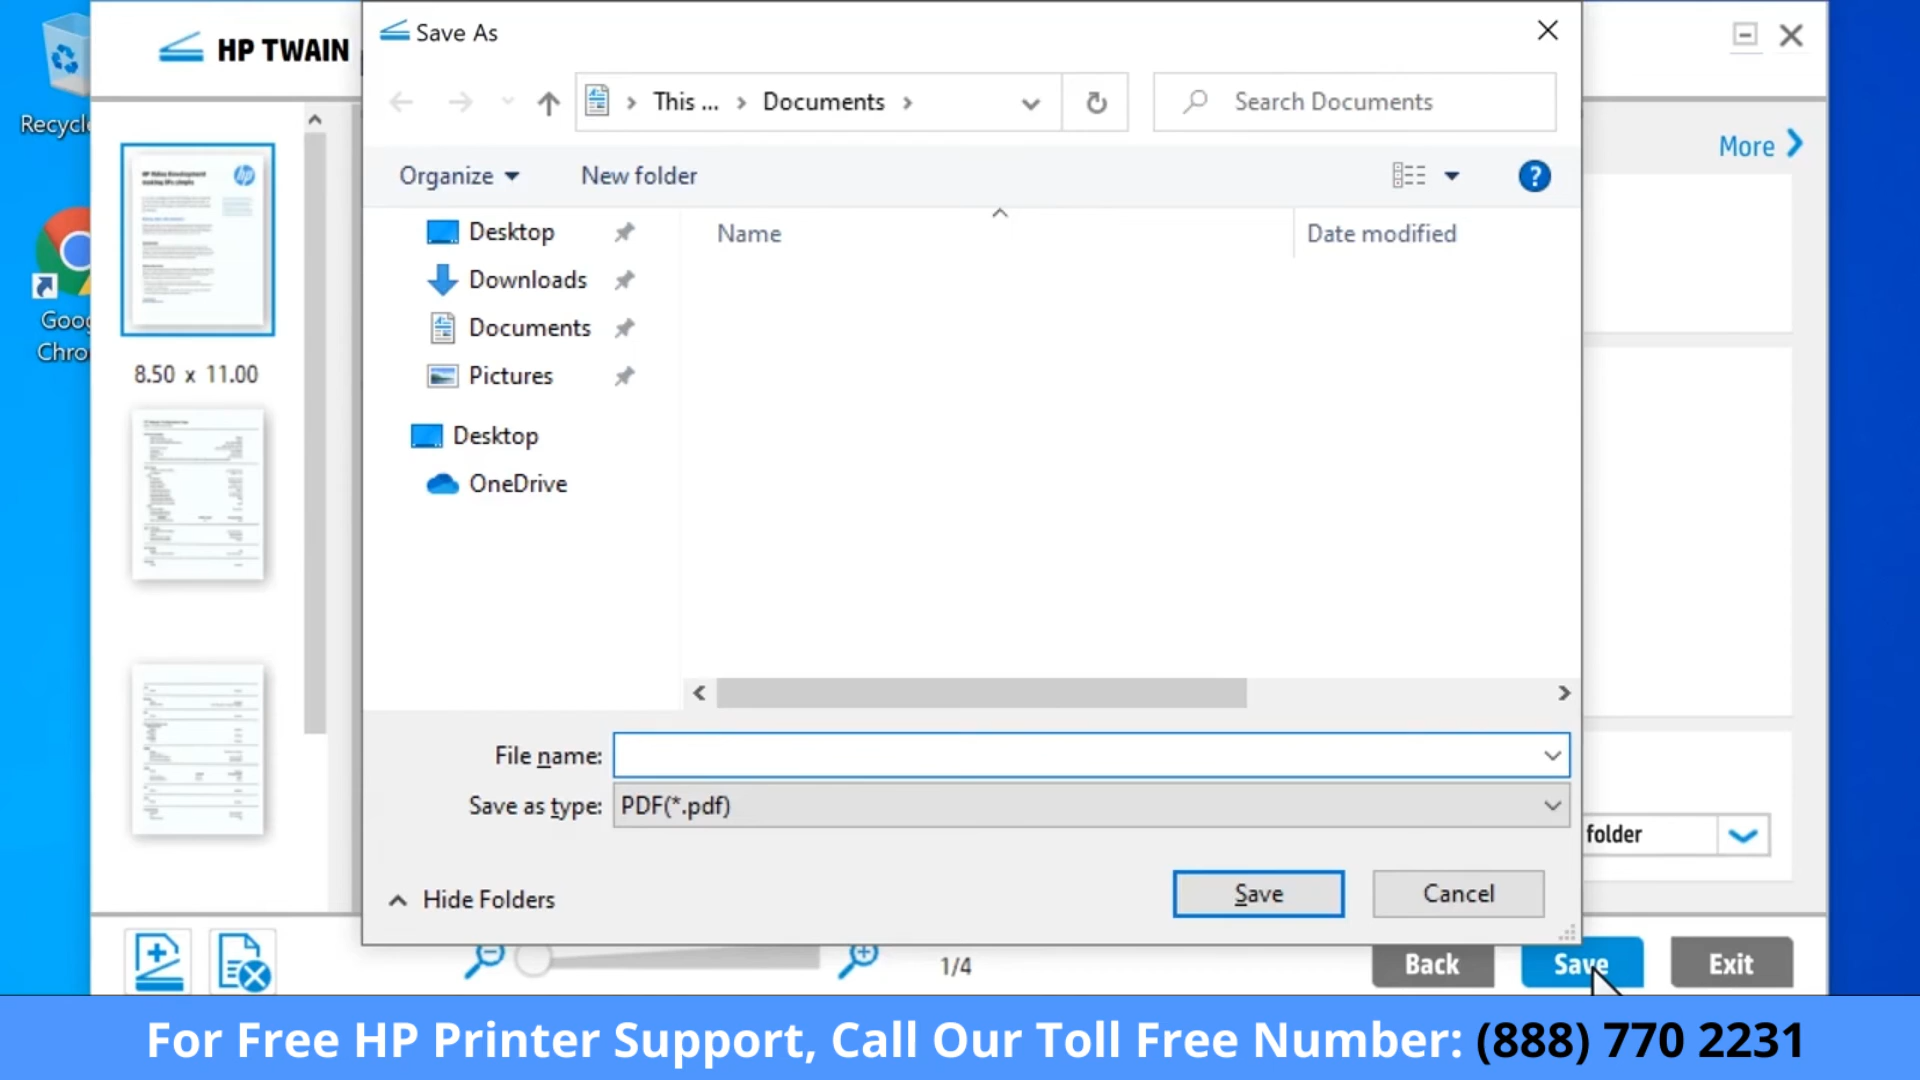 HP TWAIN
Save As
Recycl
This ...
Documents
Search Documents
More
Organize
New folder
?
Desktop
Name
Date modified
Downloads
Documents
Goo
Chro
Pictures
8.50 x 11.00
Desktop
OneDrive
File name:
Save as type:
PDF(*.pdf)
folder
Hide Folders
Save
Cancel
1/4
Back
Save
Exit
For Free HP Printer Support, Call Our Toll Free Number: (888) 770 2231